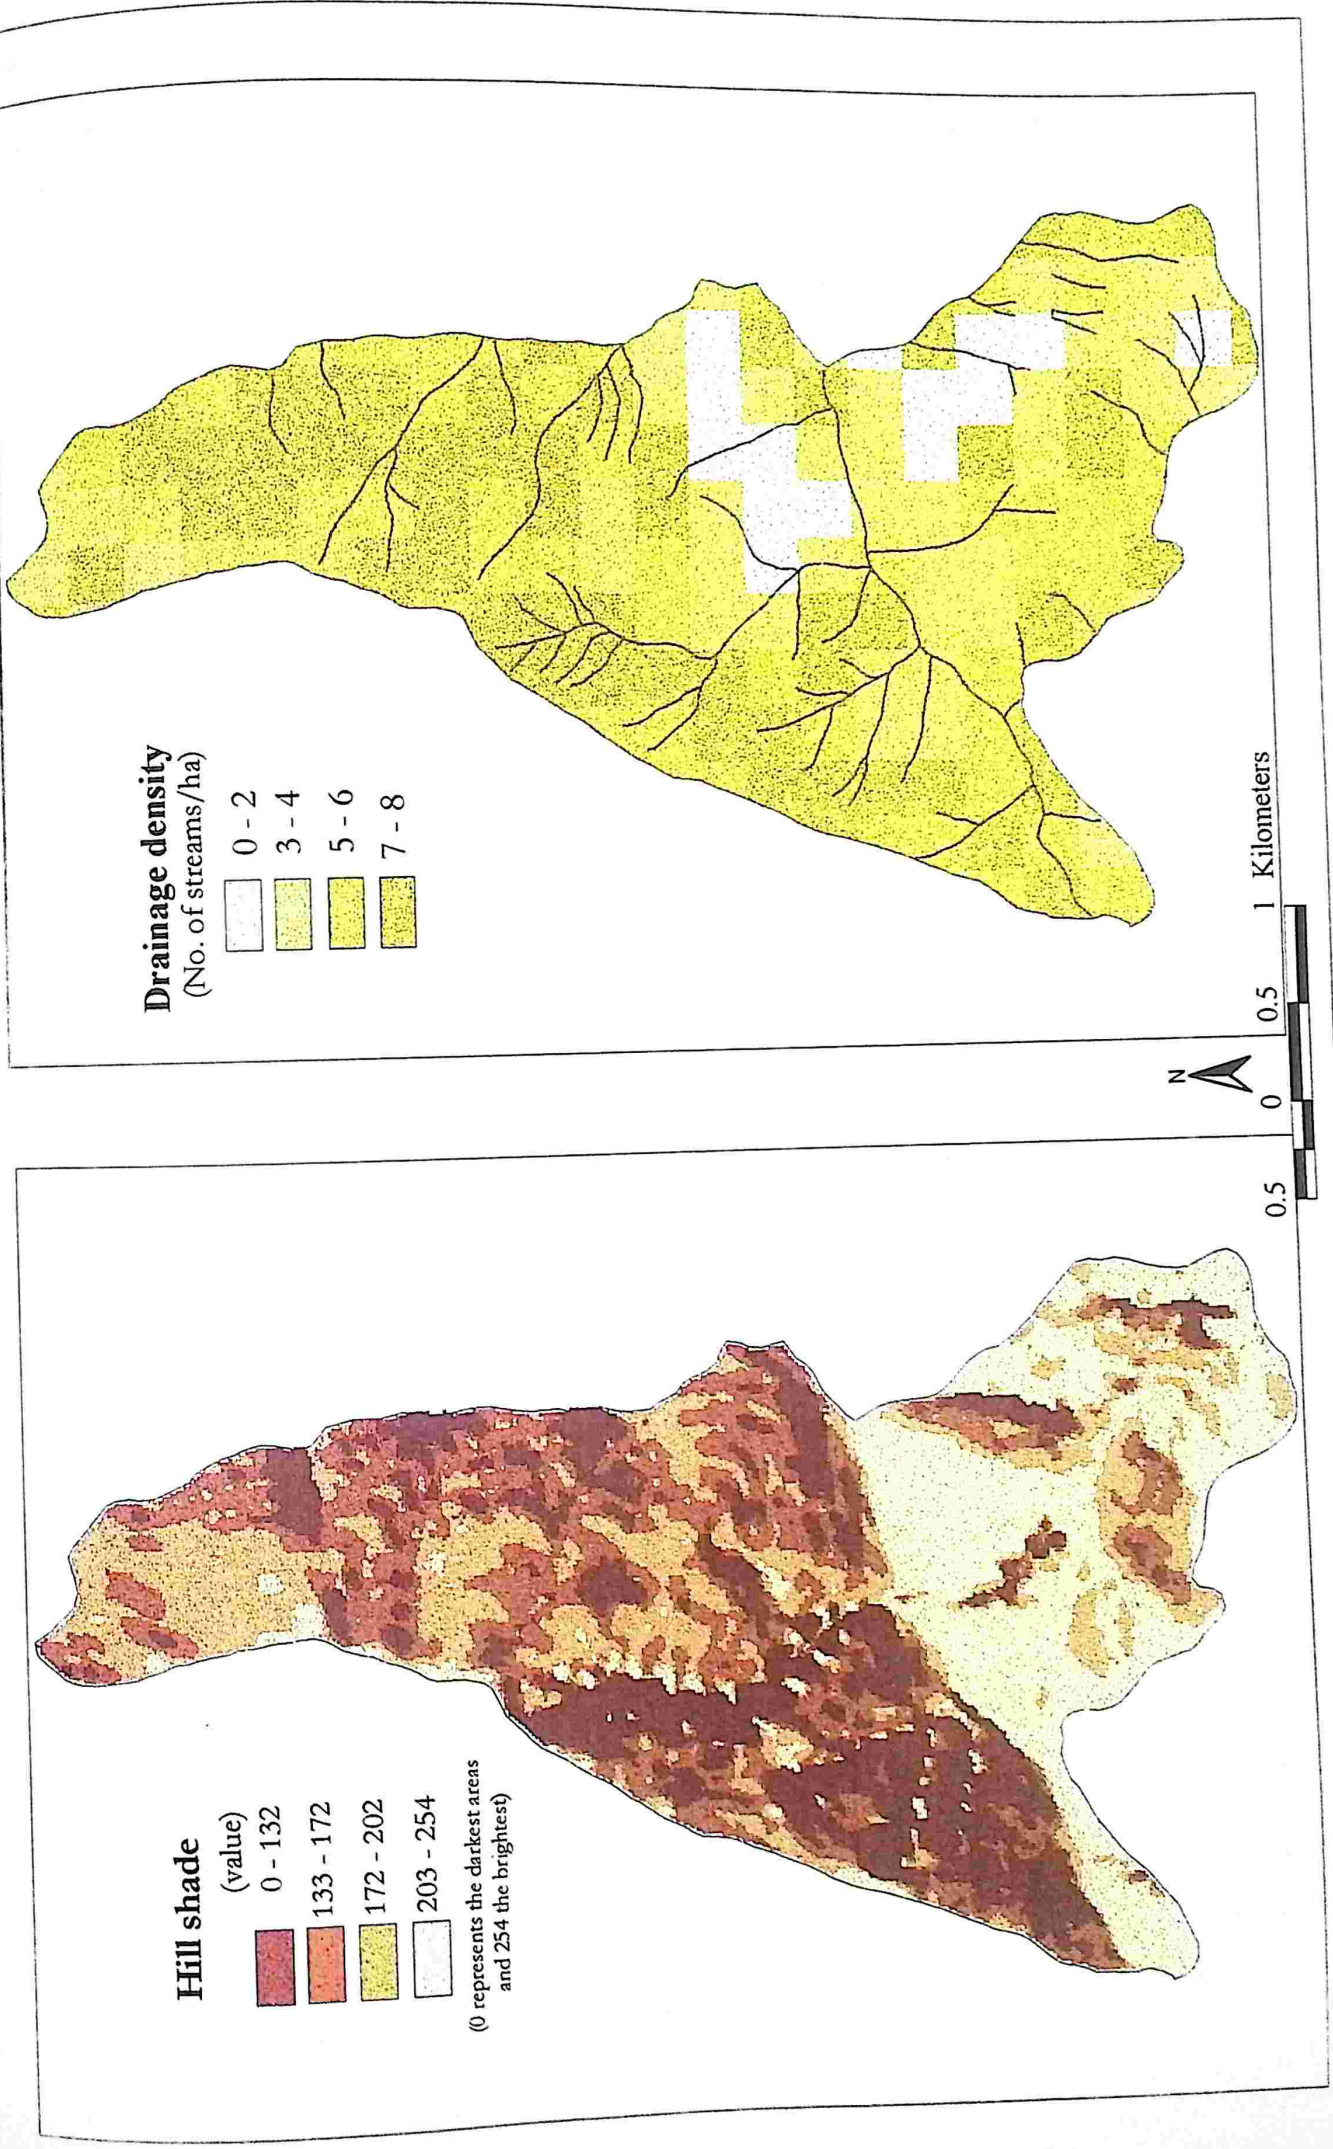 Hill shade
(value)
0 - 132
133 - 172
172 - 202
203 - 254
(0 represents the darkest areas
and 254 the brightest)
Drainage density
(No. of streams/ha)
0 - 2
3 - 4
5 - 6
7 - 8
N
0.5 0 0.5 1 Kilometers